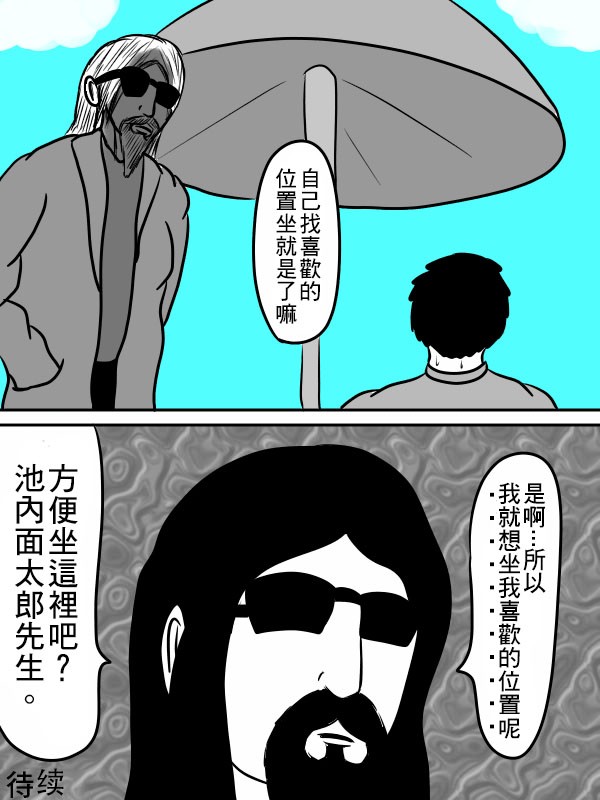 自己找喜歡的
位置坐就是了嘛
是啊…所以
我就想坐我喜歡的位置呢
方便坐這裡吧？
池內面太郎先生。
待续